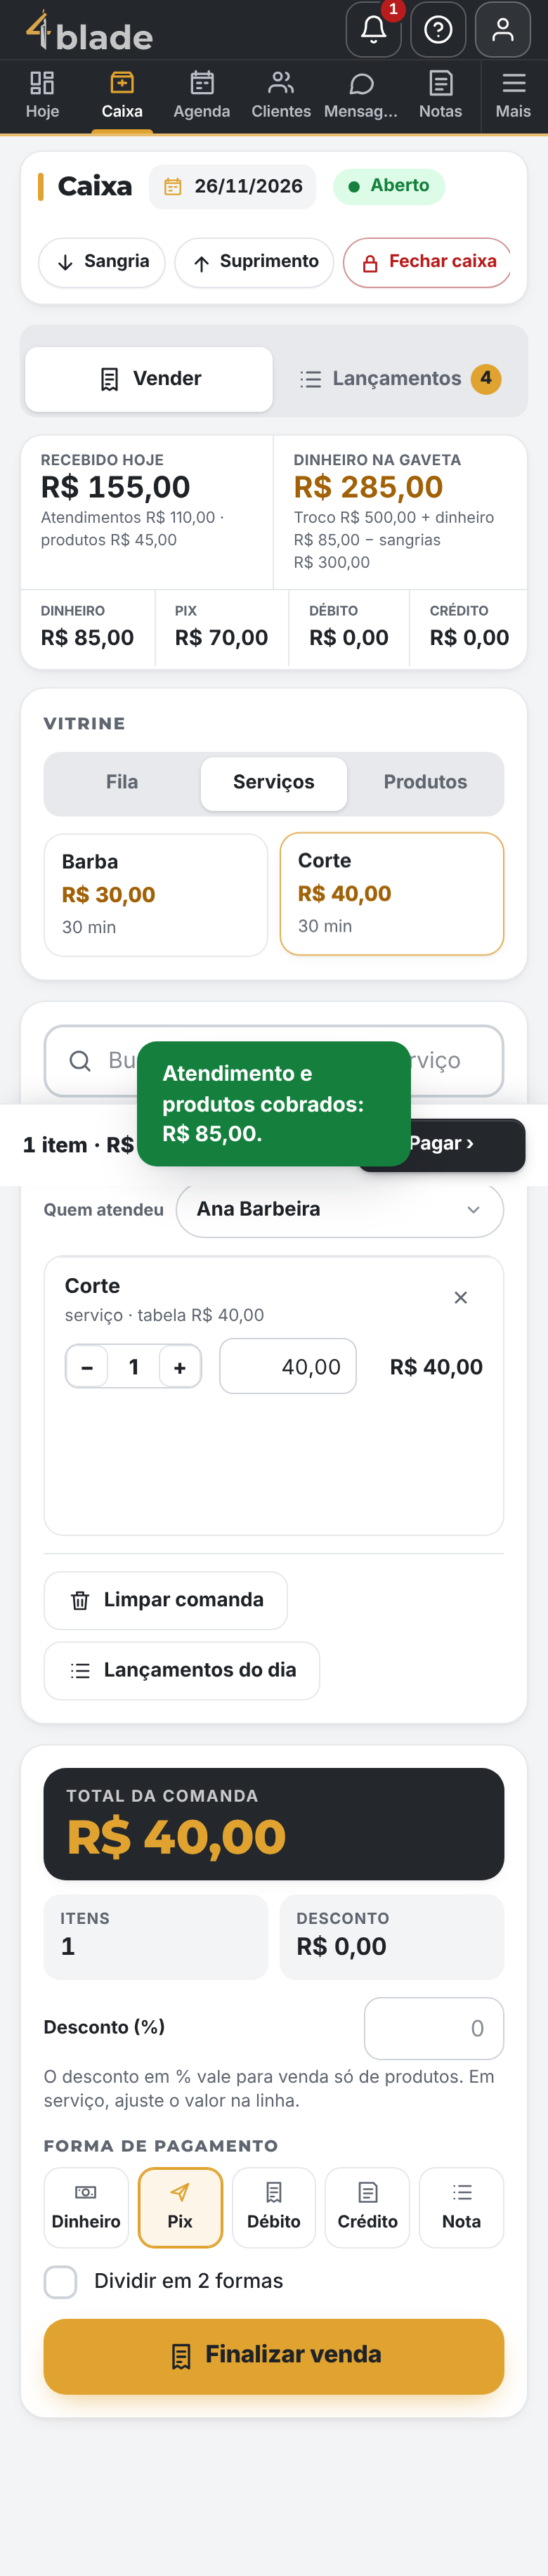 4blade
1
Hoje
Caixa
Agenda
Clientes
Mensag...
Notas
Mais
Caixa
26/11/2026
Aberto
Sangria
Suprimento
Fechar caixa
Vender
Lançamentos 4
RECEBIDO HOJE
R$ 155,00
Atendimentos R$ 110,00 ·
produtos R$ 45,00
DINHEIRO NA GAVETA
R$ 285,00
Troco R$ 500,00 + dinheiro
R$ 85,00 − sangrias
R$ 300,00
DINHEIRO
R$ 85,00
PIX
R$ 70,00
DÉBITO
R$ 0,00
CRÉDITO
R$ 0,00
VITRINE
Fila
Serviços
Produtos
Barba
R$ 30,00
30 min
Corte
R$ 40,00
30 min
Bu
rviço
Atendimento e
produtos cobrados:
R$ 85,00.
1 item · R$
Pagar ›
Quem atendeu
Ana Barbeira
Corte
serviço · tabela R$ 40,00
×
− 1 +
40,00
R$ 40,00
Limpar comanda
Lançamentos do dia
TOTAL DA COMANDA
R$ 40,00
ITENS
1
DESCONTO
R$ 0,00
Desconto (%)
0
O desconto em % vale para venda só de produtos. Em
serviço, ajuste o valor na linha.
FORMA DE PAGAMENTO
Dinheiro
Pix
Débito
Crédito
Nota
Dividir em 2 formas
Finalizar venda